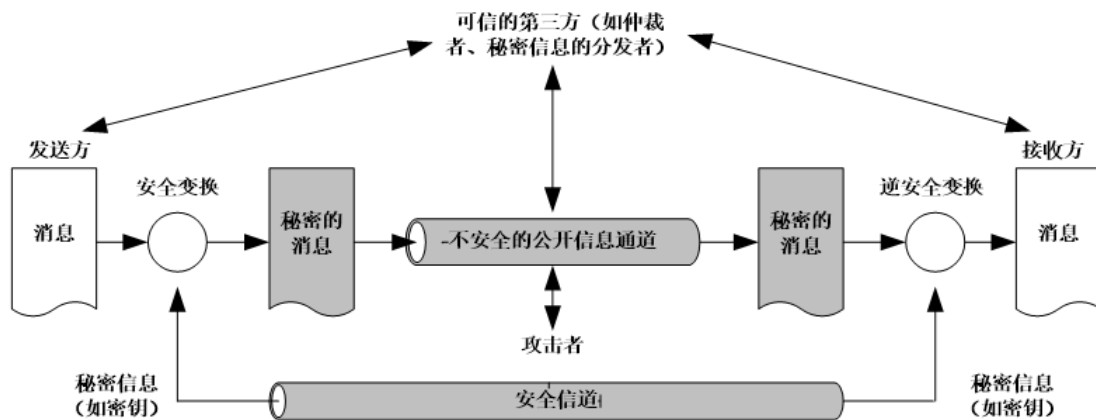 可信的第三方（如仲裁
者、秘密信息的分发者）
发送方
接收方
安全变换
逆安全变换
消息
秘密的
消息
不安全的公开信息通道
秘密的
消息
消息
攻击者
秘密信息
（如密钥）
安全信道
秘密信息
（如密钥）